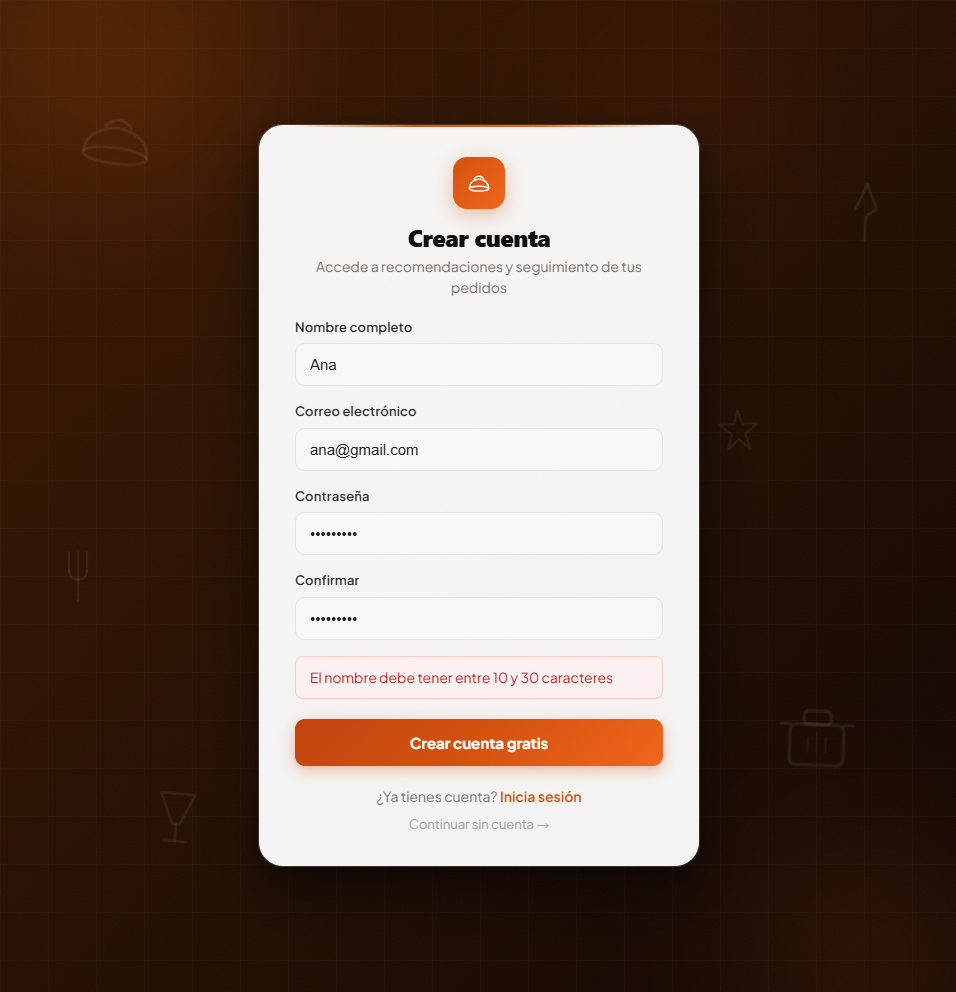 Crear cuenta
Accede a recomendaciones y seguimiento de tus
pedidos
Nombre completo
Ana
Correo electrónico
ana@gmail.com
Contraseña
•••••••••
Confirmar
•••••••••
El nombre debe tener entre 10 y 30 caracteres
Crear cuenta gratis
¿Ya tienes cuenta? Inicia sesión
Continuar sin cuenta →